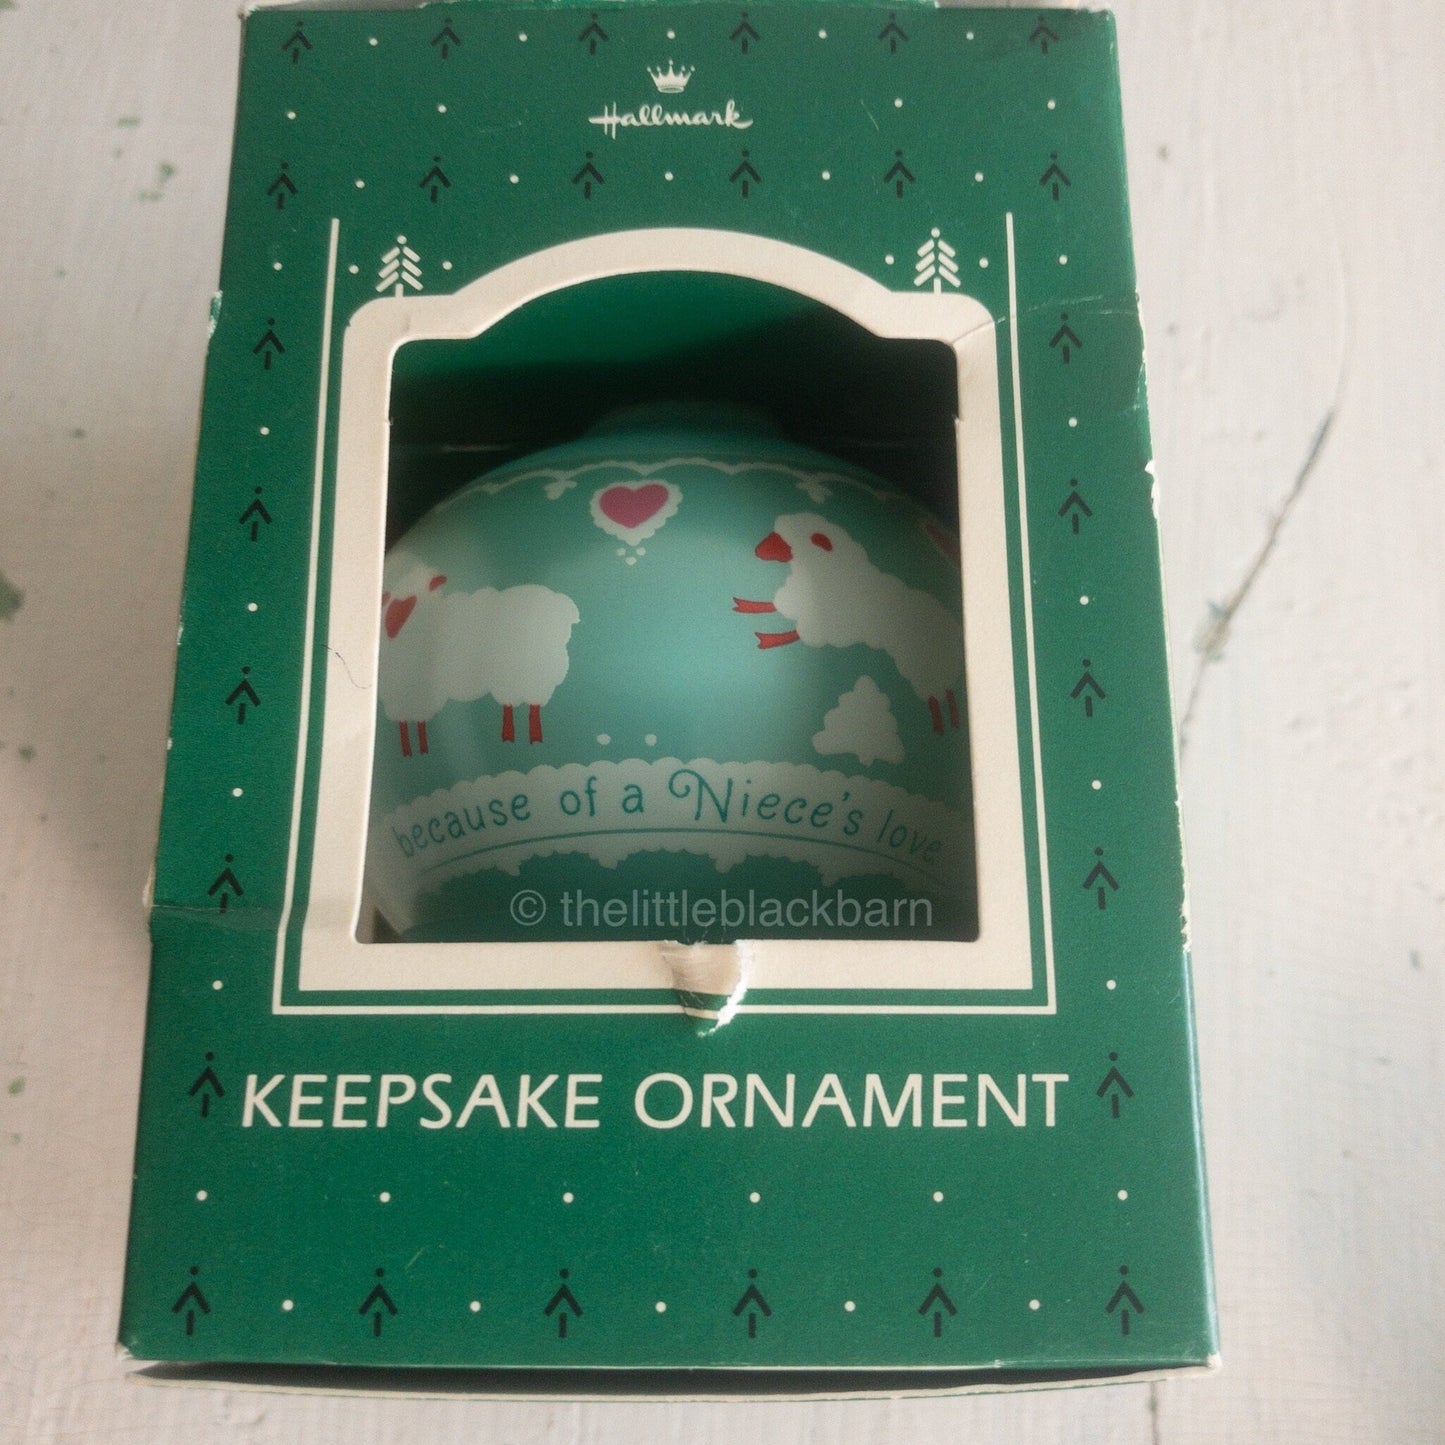 Hallmark
because of a Niece's love
© thelittleblackbarn
KEEPSAKE ORNAMENT